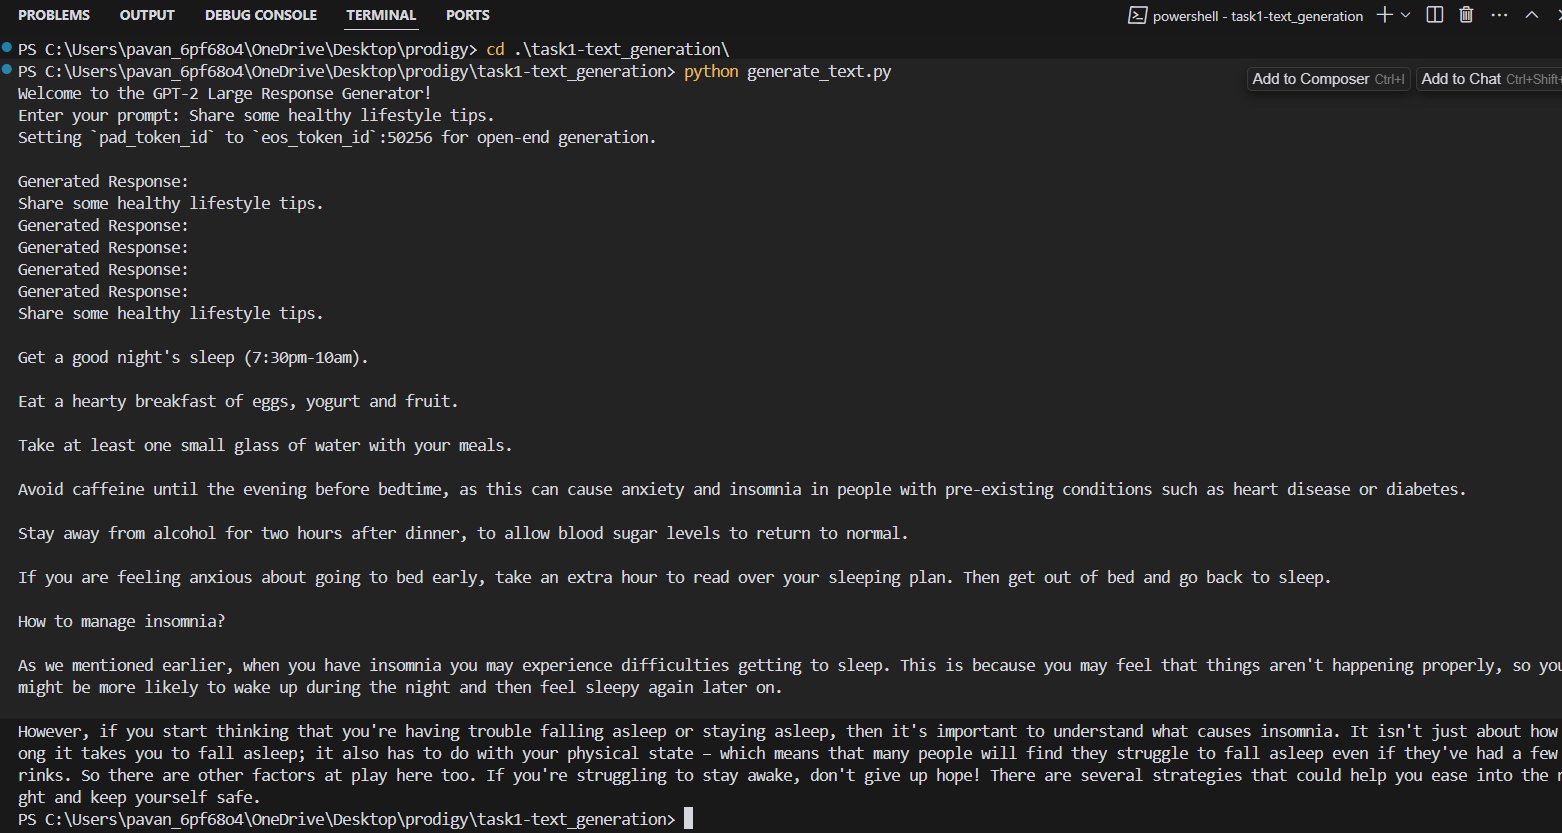 PROBLEMS OUTPUT DEBUG CONSOLE TERMINAL PORTS powershell - task1-text_generation
PS C:\Users\pavan_6pf68o4\OneDrive\Desktop\prodigy> cd .\task1-text_generation\
PS C:\Users\pavan_6pf68o4\OneDrive\Desktop\prodigy\task1-text_generation> python generate_text.py
Add to Composer Ctrl+I Add to Chat Ctrl+Shift+
Welcome to the GPT-2 Large Response Generator!
Enter your prompt: Share some healthy lifestyle tips.
Setting `pad_token_id` to `eos_token_id`:50256 for open-end generation.
Generated Response:
Share some healthy lifestyle tips.
Generated Response:
Generated Response:
Generated Response:
Generated Response:
Share some healthy lifestyle tips.
Get a good night's sleep (7:30pm-10am).
Eat a hearty breakfast of eggs, yogurt and fruit.
Take at least one small glass of water with your meals.
Avoid caffeine until the evening before bedtime, as this can cause anxiety and insomnia in people with pre-existing conditions such as heart disease or diabetes.
Stay away from alcohol for two hours after dinner, to allow blood sugar levels to return to normal.
If you are feeling anxious about going to bed early, take an extra hour to read over your sleeping plan. Then get out of bed and go back to sleep.
How to manage insomnia?
As we mentioned earlier, when you have insomnia you may experience difficulties getting to sleep. This is because you may feel that things aren't happening properly, so you
might be more likely to wake up during the night and then feel sleepy again later on.
However, if you start thinking that you're having trouble falling asleep or staying asleep, then it's important to understand what causes insomnia. It isn't just about how
ong it takes you to fall asleep; it also has to do with your physical state – which means that many people will find they struggle to fall asleep even if they've had a few
rinks. So there are other factors at play here too. If you're struggling to stay awake, don't give up hope! There are several strategies that could help you ease into the
ght and keep yourself safe.
PS C:\Users\pavan_6pf68o4\OneDrive\Desktop\prodigy\task1-text_generation>